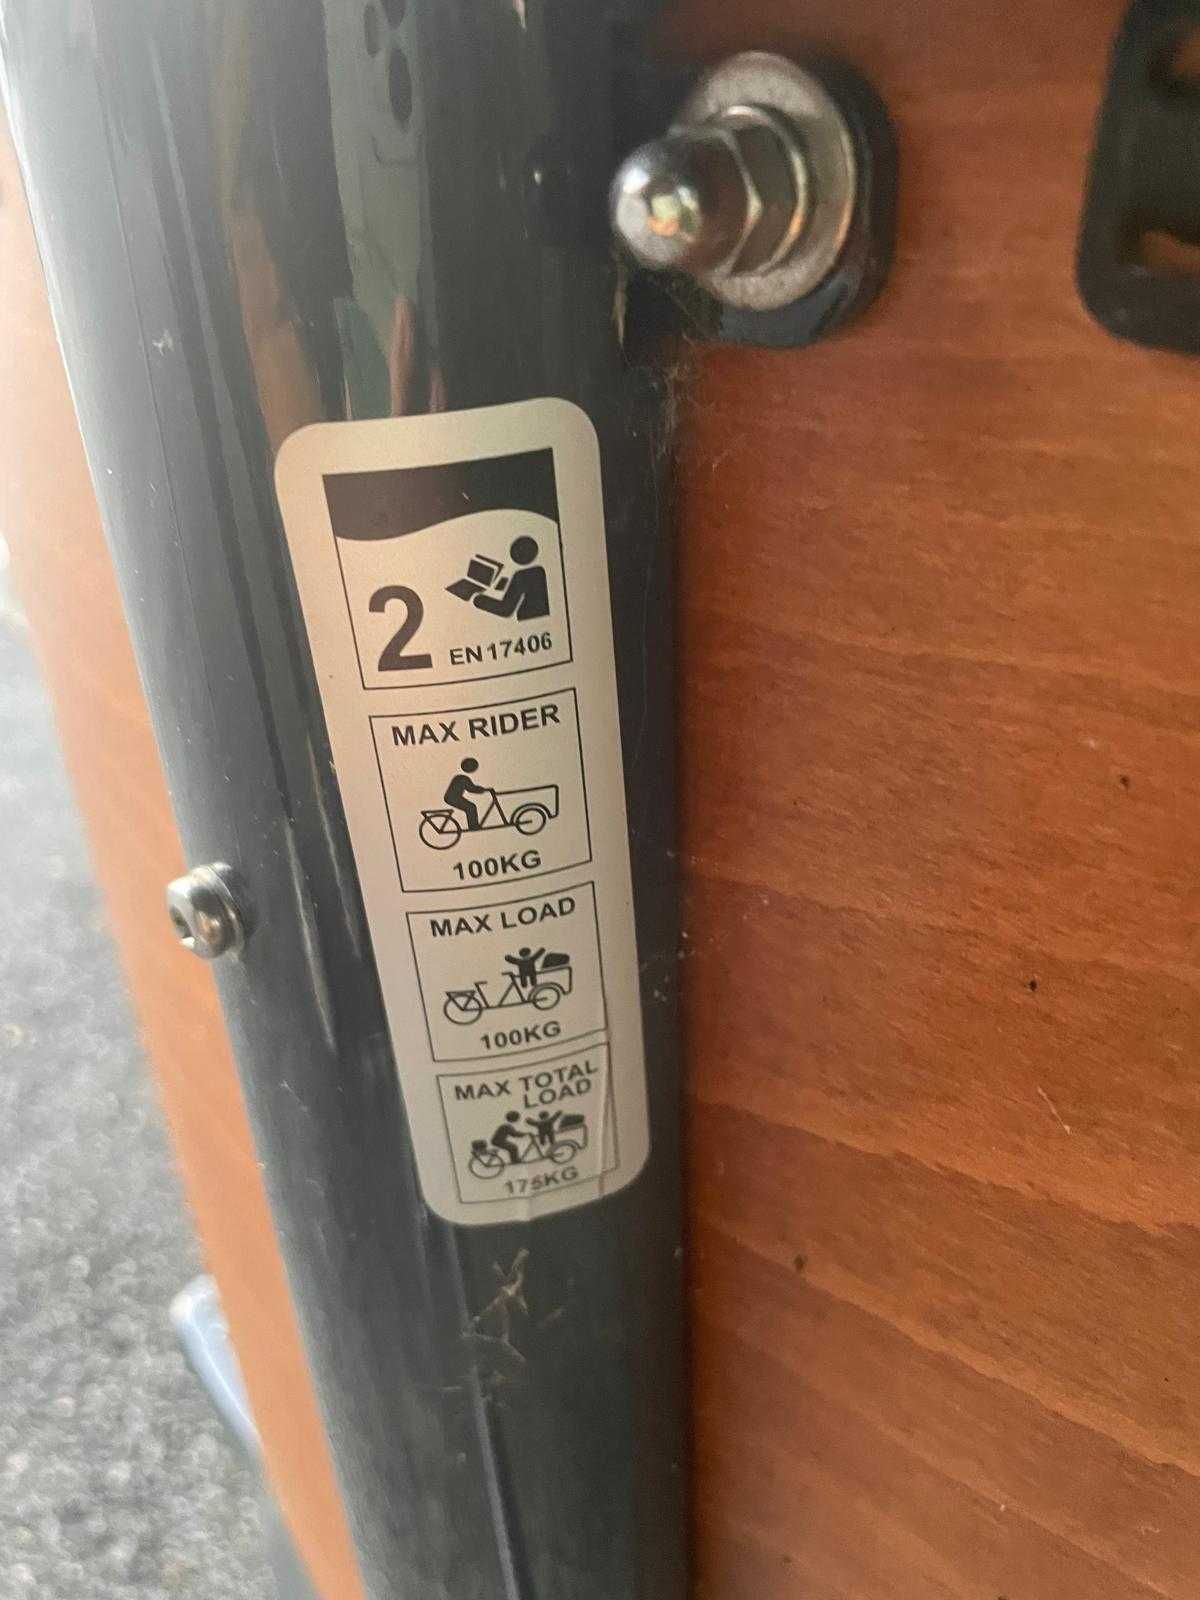 2 EN 17406
MAX RIDER
100KG
MAX LOAD
100KG
MAX TOTAL
LOAD
175KG